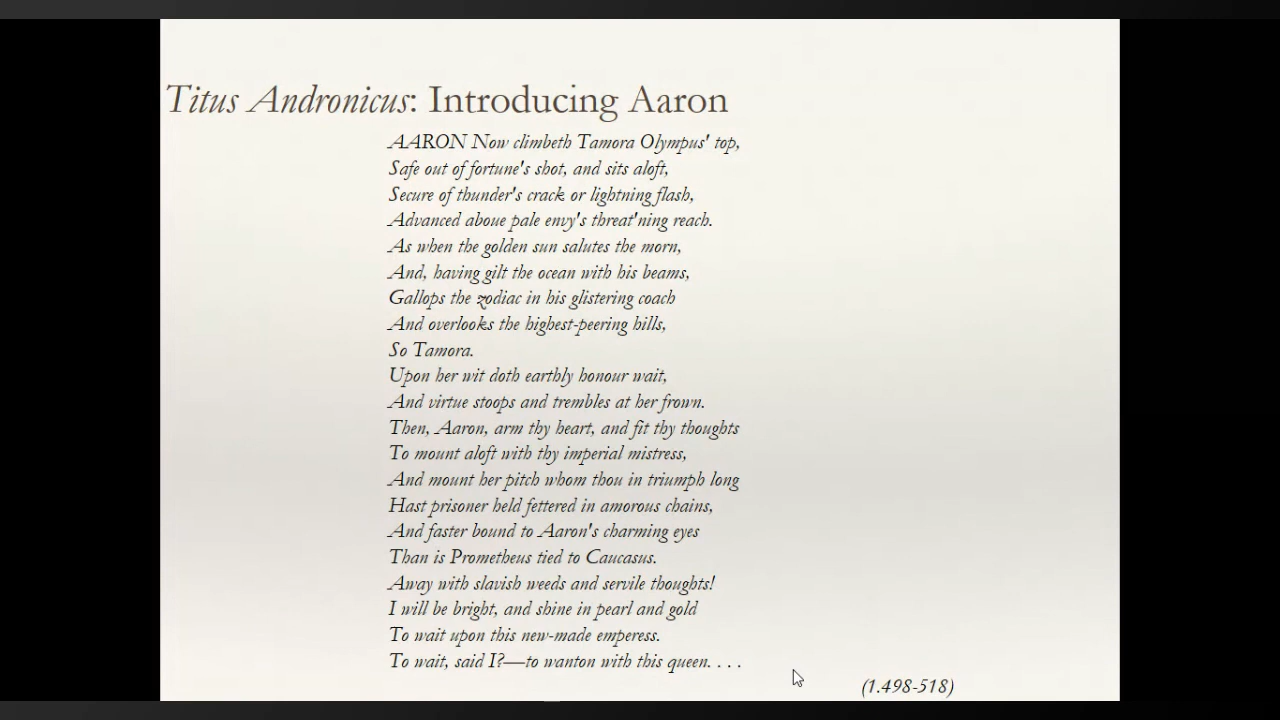 Titus Andronicus: Introducing Aaron
AARON Now climbeth Tamora Olympus' top,
Safe out of fortune's shot, and sits aloft,
Secure of thunder's crack or lightning flash,
Advanced aboue pale envy's threat'ning reach.
As when the golden sun salutes the morn,
And, having gilt the ocean with his beams,
Gallops the zodiac in his glistering coach
And overlooks the highest-peering hills,
So Tamora.
Upon her wit doth earthly honour wait,
And virtue stoops and trembles at her frown.
Then, Aaron, arm thy heart, and fit thy thoughts
To mount aloft with thy imperial mistress,
And mount her pitch whom thou in triumph long
Hast prisoner held fettered in amorous chains,
And faster bound to Aaron's charming eyes
Than is Prometheus tied to Caucasus.
Away with slavish weeds and servile thoughts!
I will be bright, and shine in pearl and gold
To wait upon this new-made emperess.
To wait, said I?—to wanton with this queen. . . .
(1.498-518)